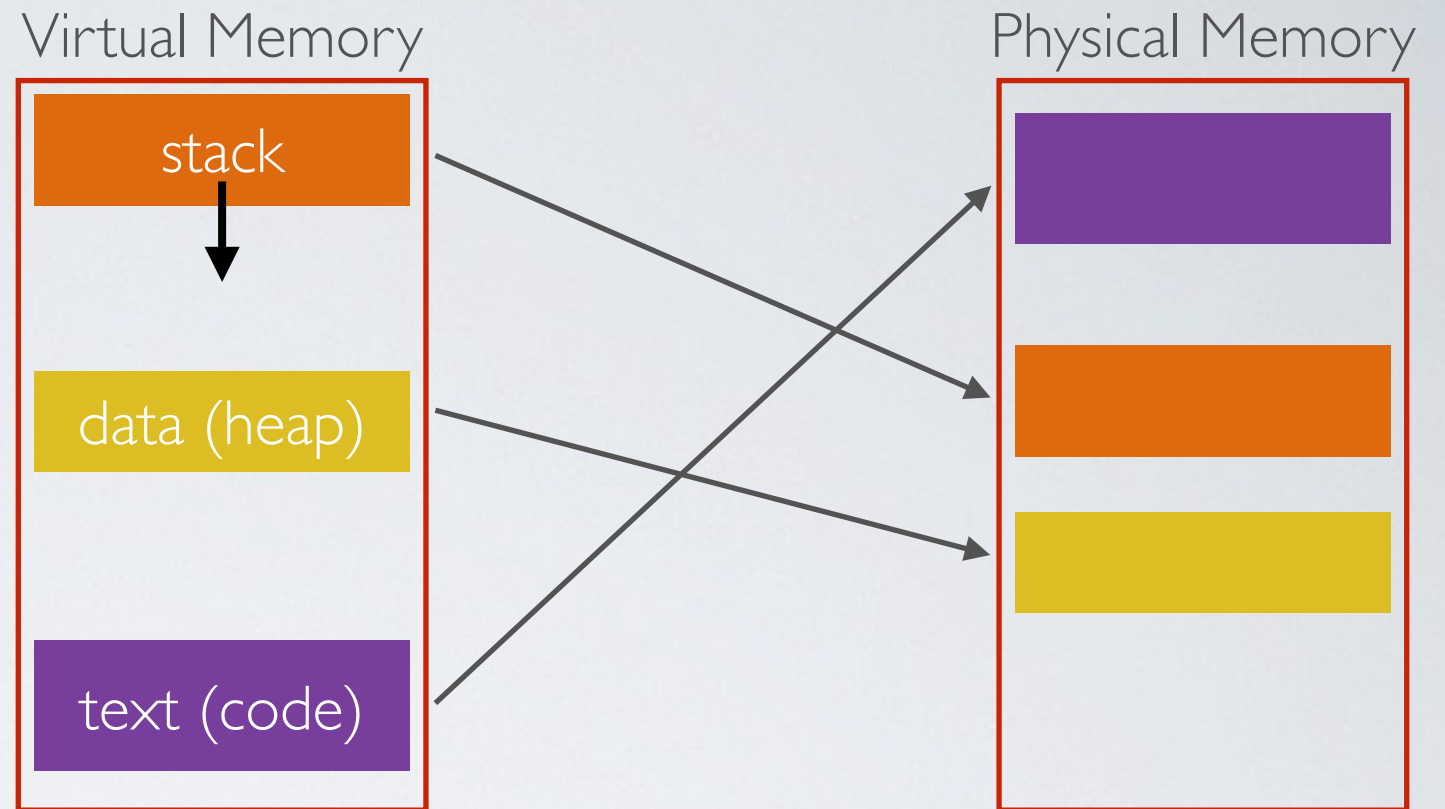 Virtual Memory
Physical Memory
stack
data (heap)
text (code)